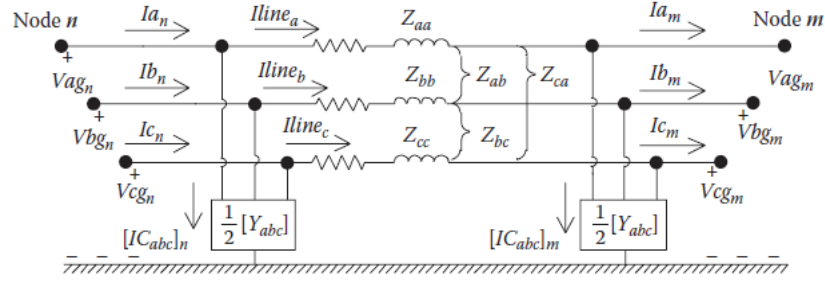 Node n Ia_n Iline_a Z_aa Ia_m Node m
+ Vag_n Ib_n Iline_b Z_bb Z_ab Z_ca Ib_m Vag_m
+ Vbg_n Ic_n Iline_c Z_cc Z_bc Ic_m + Vbg_m
+ Vcg_n + Vcg_m
[IC_abc]_n 1/2 [Y_abc] [IC_abc]_m 1/2 [Y_abc]
− − − − − −